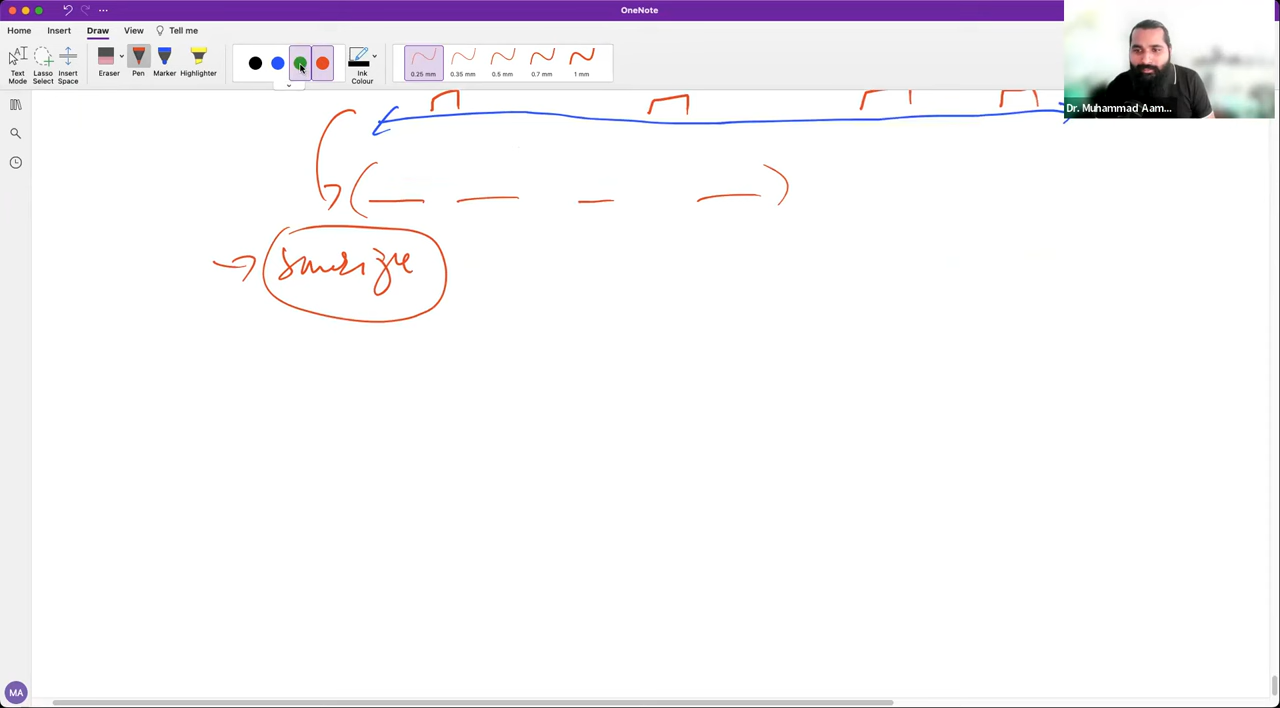 OneNote
Home Insert Draw View Tell me
Text Mode Lasso Select Insert Space Eraser Pen Marker Highlighter Ink Colour 0.25 mm 0.35 mm 0.5 mm 0.7 mm 1 mm
Dr. Muhammad Aam...
MA